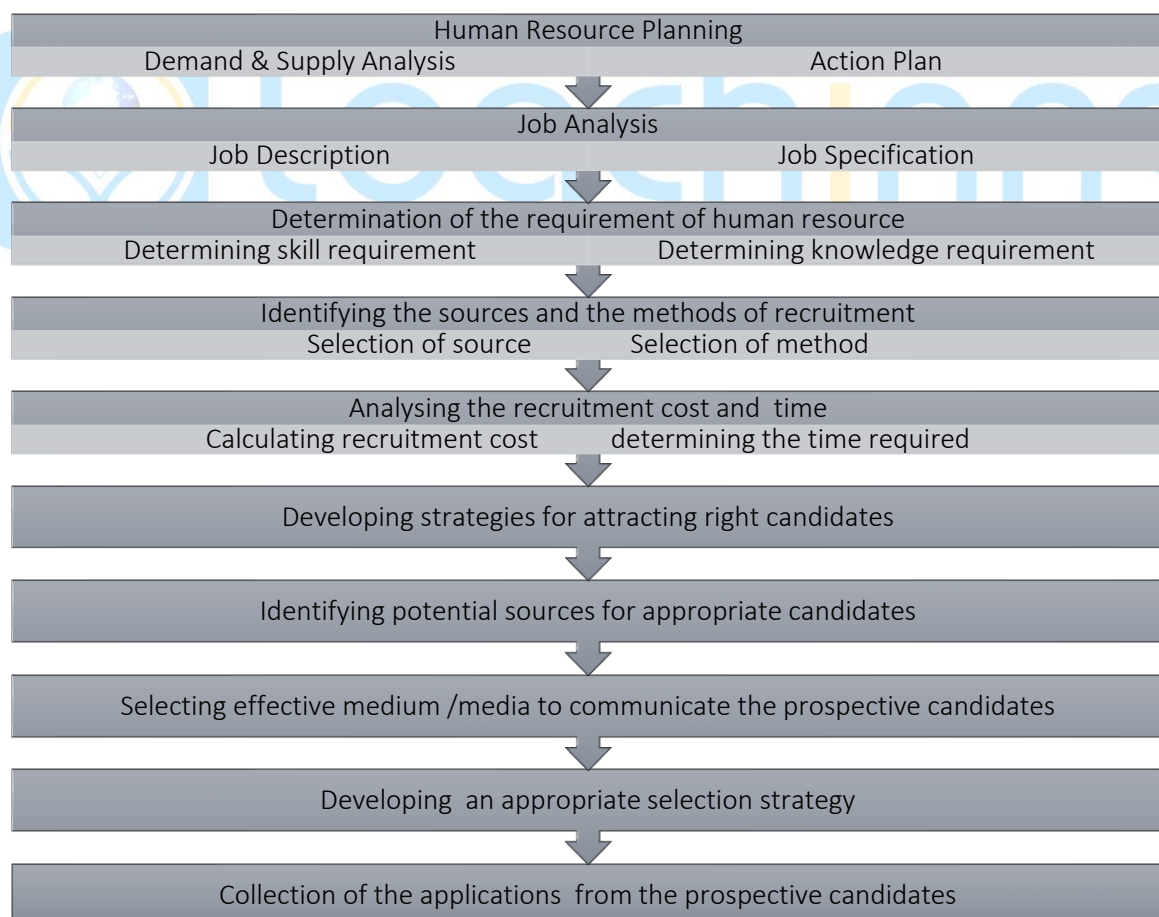 Human Resource Planning
Demand & Supply Analysis Action Plan
Job Analysis
Job Description Job Specification
Determination of the requirement of human resource
Determining skill requirement Determining knowledge requirement
Identifying the sources and the methods of recruitment
Selection of source Selection of method
Analysing the recruitment cost and time
Calculating recruitment cost determining the time required
Developing strategies for attracting right candidates
Identifying potential sources for appropriate candidates
Selecting effective medium /media to communicate the prospective candidates
Developing an appropriate selection strategy
Collection of the applications from the prospective candidates